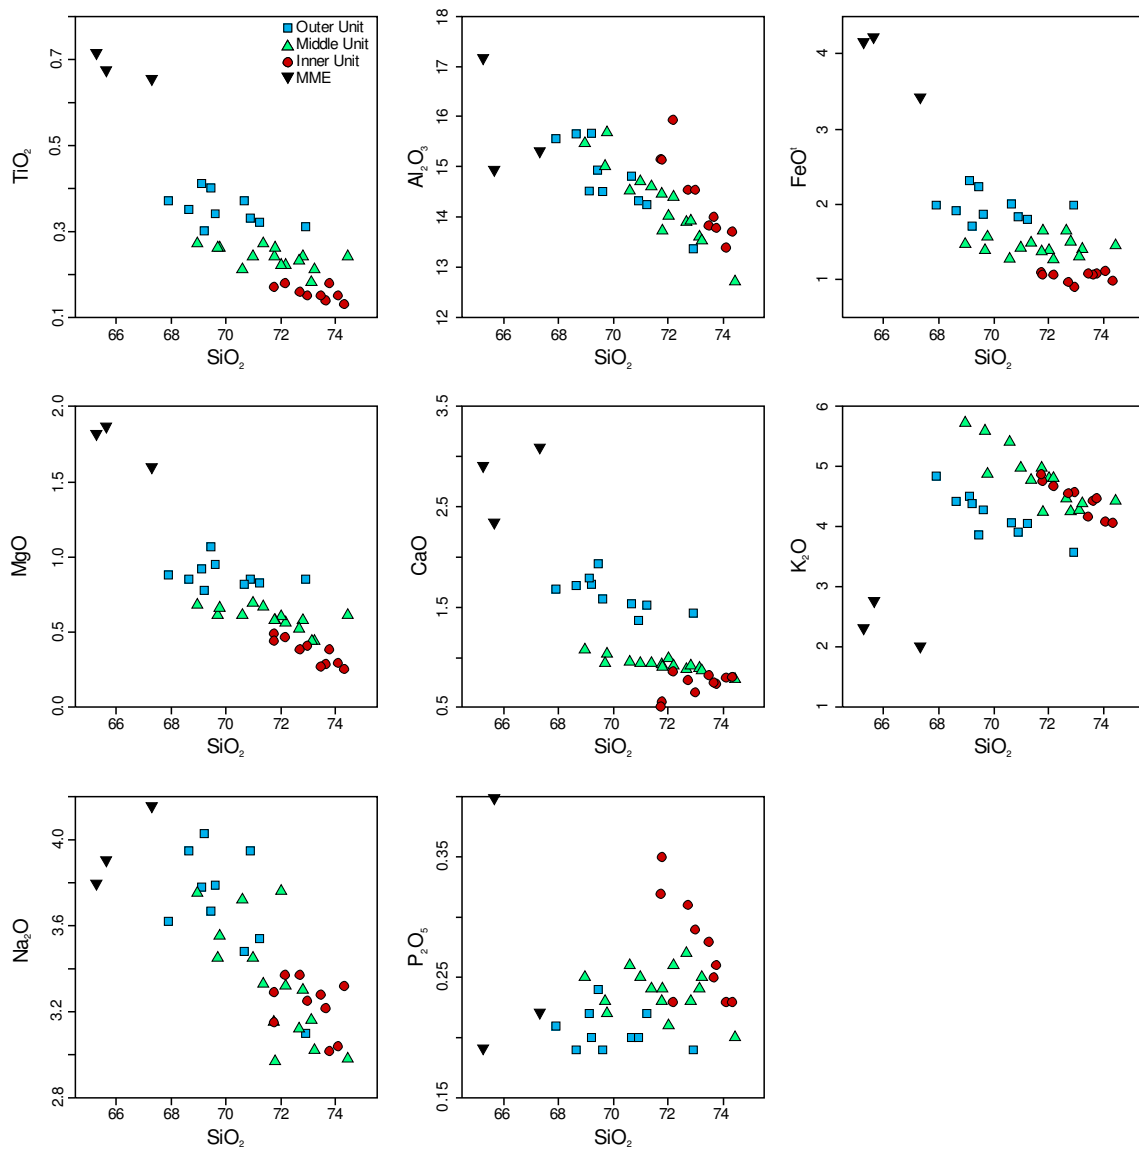 Outer Unit
Middle Unit
Inner Unit
MME
TiO2
0.7
0.5
0.3
0.1
66 68 70 72 74
SiO2
Al2O3
18
17
16
15
14
13
12
66 68 70 72 74
SiO2
FeOt
4
3
2
1
66 68 70 72 74
SiO2
MgO
2.0
1.5
1.0
0.5
0.0
66 68 70 72 74
SiO2
CaO
3.5
2.5
1.5
0.5
66 68 70 72 74
SiO2
K2O
6
5
4
3
2
1
66 68 70 72 74
SiO2
Na2O
4.0
3.6
3.2
2.8
66 68 70 72 74
SiO2
P2O5
0.35
0.25
0.15
66 68 70 72 74
SiO2